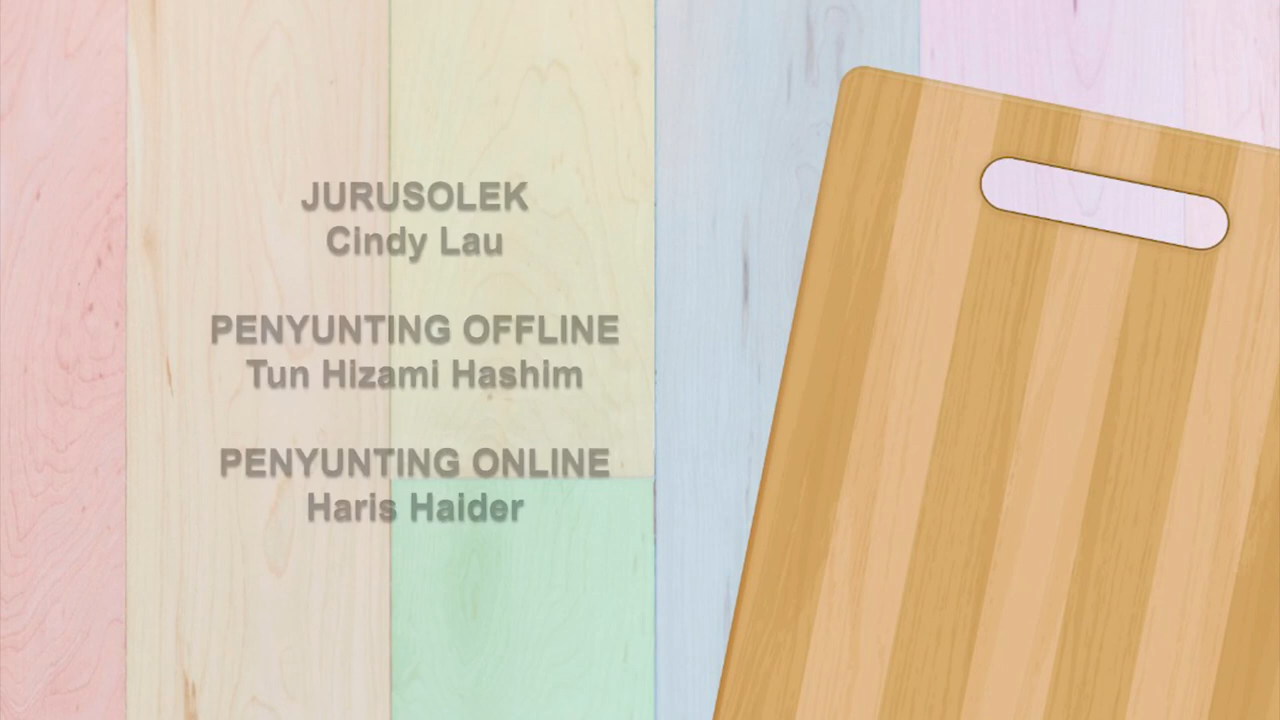 JURUSOLEK
Cindy Lau
PENYUNTING OFFLINE
Tun Hizami Hashim
PENYUNTING ONLINE
Haris Haider